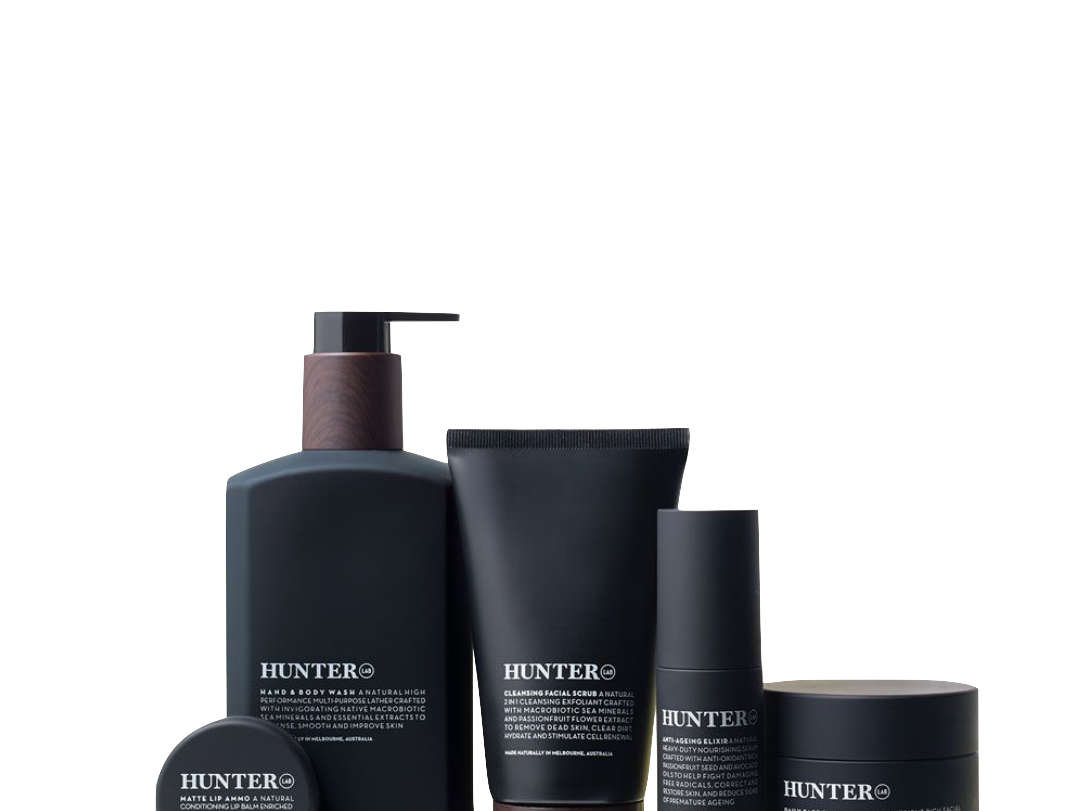 HUNTER LAB
HAND & BODY WASH A NATURAL HIGH
PERFORMANCE MULTI-PURPOSE LATHER CRAFTED
WITH INVIGORATING NATIVE MACROBIOTIC
SEA MINERALS AND ESSENTIAL EXTRACTS TO
SMOOTH AND IMPROVE SKIN
IN MELBOURNE, AUSTRALIA
HUNTER LAB
MATTE LIP AMMO A NATURAL
CONDITIONING LIP BALM ENRICHED
HUNTER LAB
CLEANSING FACIAL SCRUB A NATURAL
2 IN 1 CLEANSING EXFOLIANT CRAFTED
WITH MACROBIOTIC SEA MINERALS
AND PASSIONFRUIT FLOWER EXTRACT
TO REMOVE DEAD SKIN, CLEAR DIRT,
HYDRATE AND STIMULATE CELL RENEWAL
MADE NATURALLY IN MELBOURNE, AUSTRALIA
HUNTER LAB
ANTI-AGEING ELIXIR A NATURAL
HEAVY-DUTY NOURISHING SERUM
CRAFTED WITH ANTI-OXIDANT RICH
PASSIONFRUIT SEED AND AVOCADO
OILS TO HELP FIGHT DAMAGING
FREE RADICALS, CORRECT AND
RESTORE SKIN, AND REDUCE SIGNS
OF PREMATURE AGEING
HUNTER LAB
RICH FACIAL